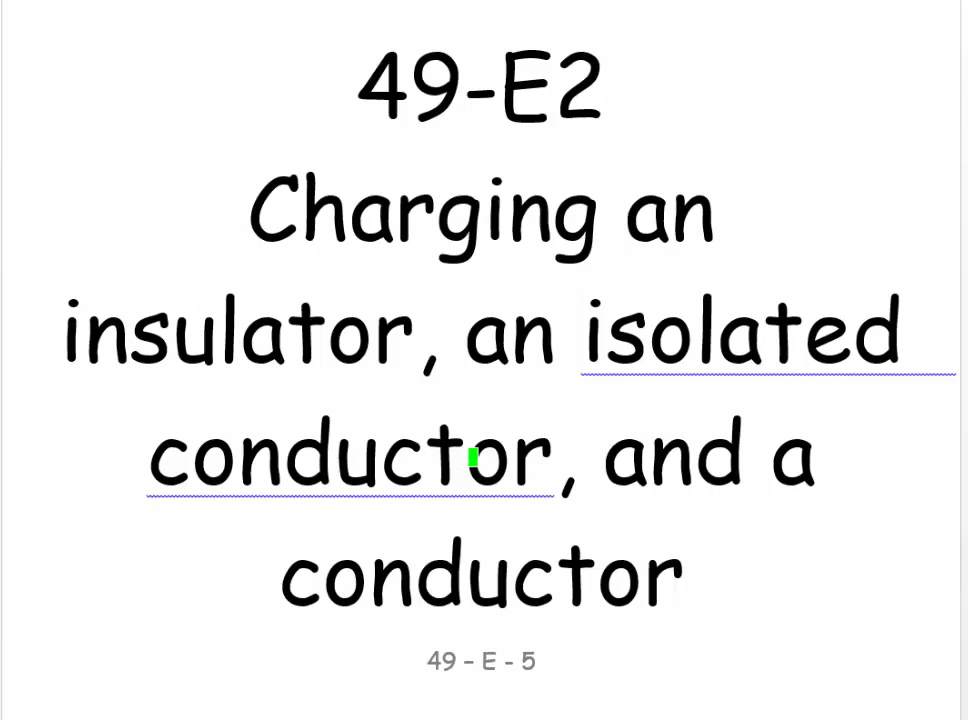 49-E2
Charging an
insulator, an isolated
conductor, and a
conductor
49 - E - 5